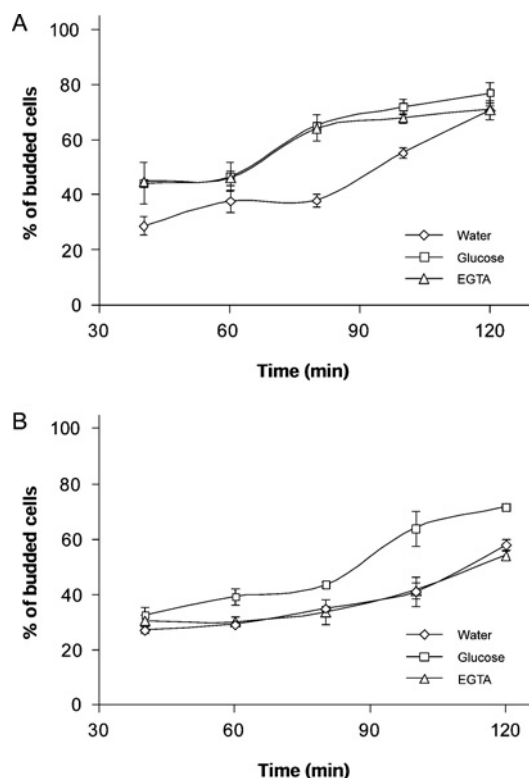 A
% of budded cells
100
80
60
40
20
0
Water
Glucose
EGTA
30 60 90 120
Time (min)
B
% of budded cells
100
80
60
40
20
0
Water
Glucose
EGTA
30 60 90 120
Time (min)